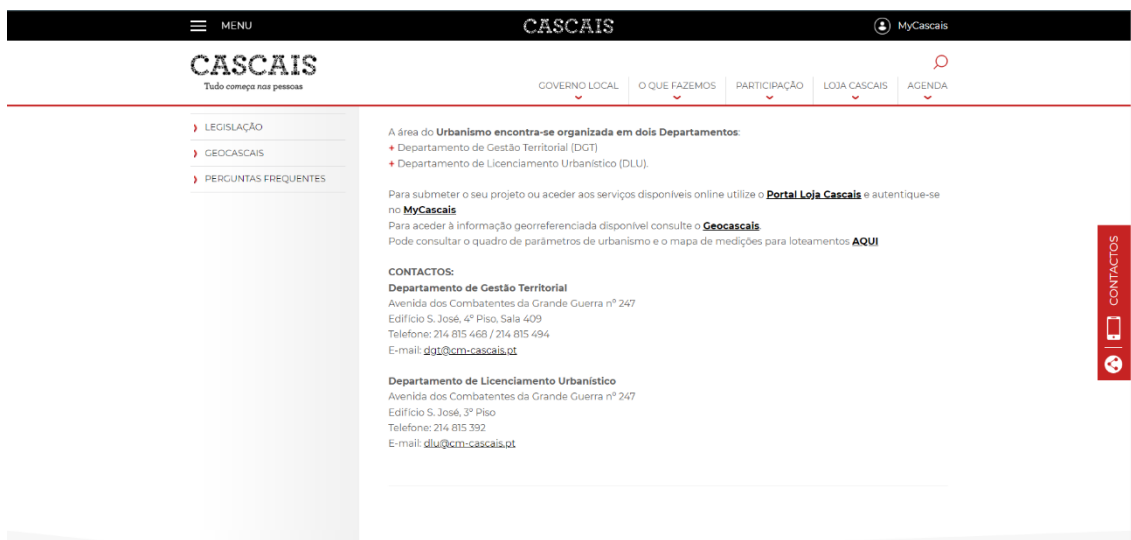 MENU
CASCAIS
MyCascais
CASCAIS
Tudo começa nas pessoas
GOVERNO LOCAL
O QUE FAZEMOS
PARTICIPAÇÃO
LOJA CASCAIS
AGENDA
LEGISLAÇÃO
GEOCASCAIS
PERGUNTAS FREQUENTES
A área do Urbanismo encontra-se organizada em dois Departamentos:
+ Departamento de Gestão Territorial (DGT)
+ Departamento de Licenciamento Urbanístico (DLU).
Para submeter o seu projeto ou aceder aos serviços disponíveis online utilize o Portal Loja Cascais e autentique-se
no MyCascais
Para aceder à informação georreferenciada disponível consulte o Geocascais.
Pode consultar o quadro de parâmetros de urbanismo e o mapa de medições para loteamentos AQUI
CONTACTOS:
Departamento de Gestão Territorial
Avenida dos Combatentes da Grande Guerra nº 247
Edifício S. José, 4º Piso, Sala 409
Telefone: 214 815 468 / 214 815 494
E-mail: dgt@cm-cascais.pt
Departamento de Licenciamento Urbanístico
Avenida dos Combatentes da Grande Guerra nº 247
Edifício S. José, 3º Piso
Telefone: 214 815 392
E-mail: dlu@cm-cascais.pt
CONTACTOS